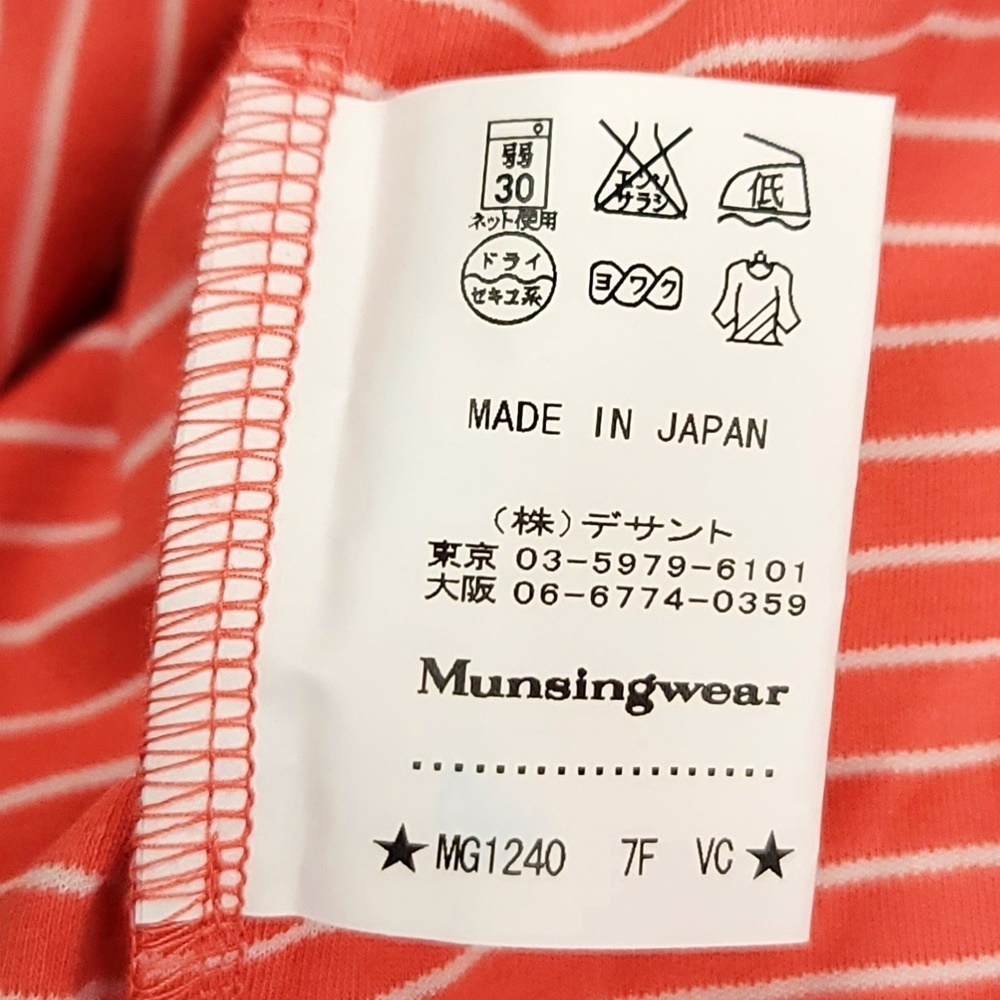 弱 エンソ 低
30 サラシ
ネット使用
ドライ ヨワク
セキユ系
MADE IN JAPAN
（株）デサント
東京 03-5979-6101
大阪 06-6774-0359
Munsingwear
★MG1240 7F VC★